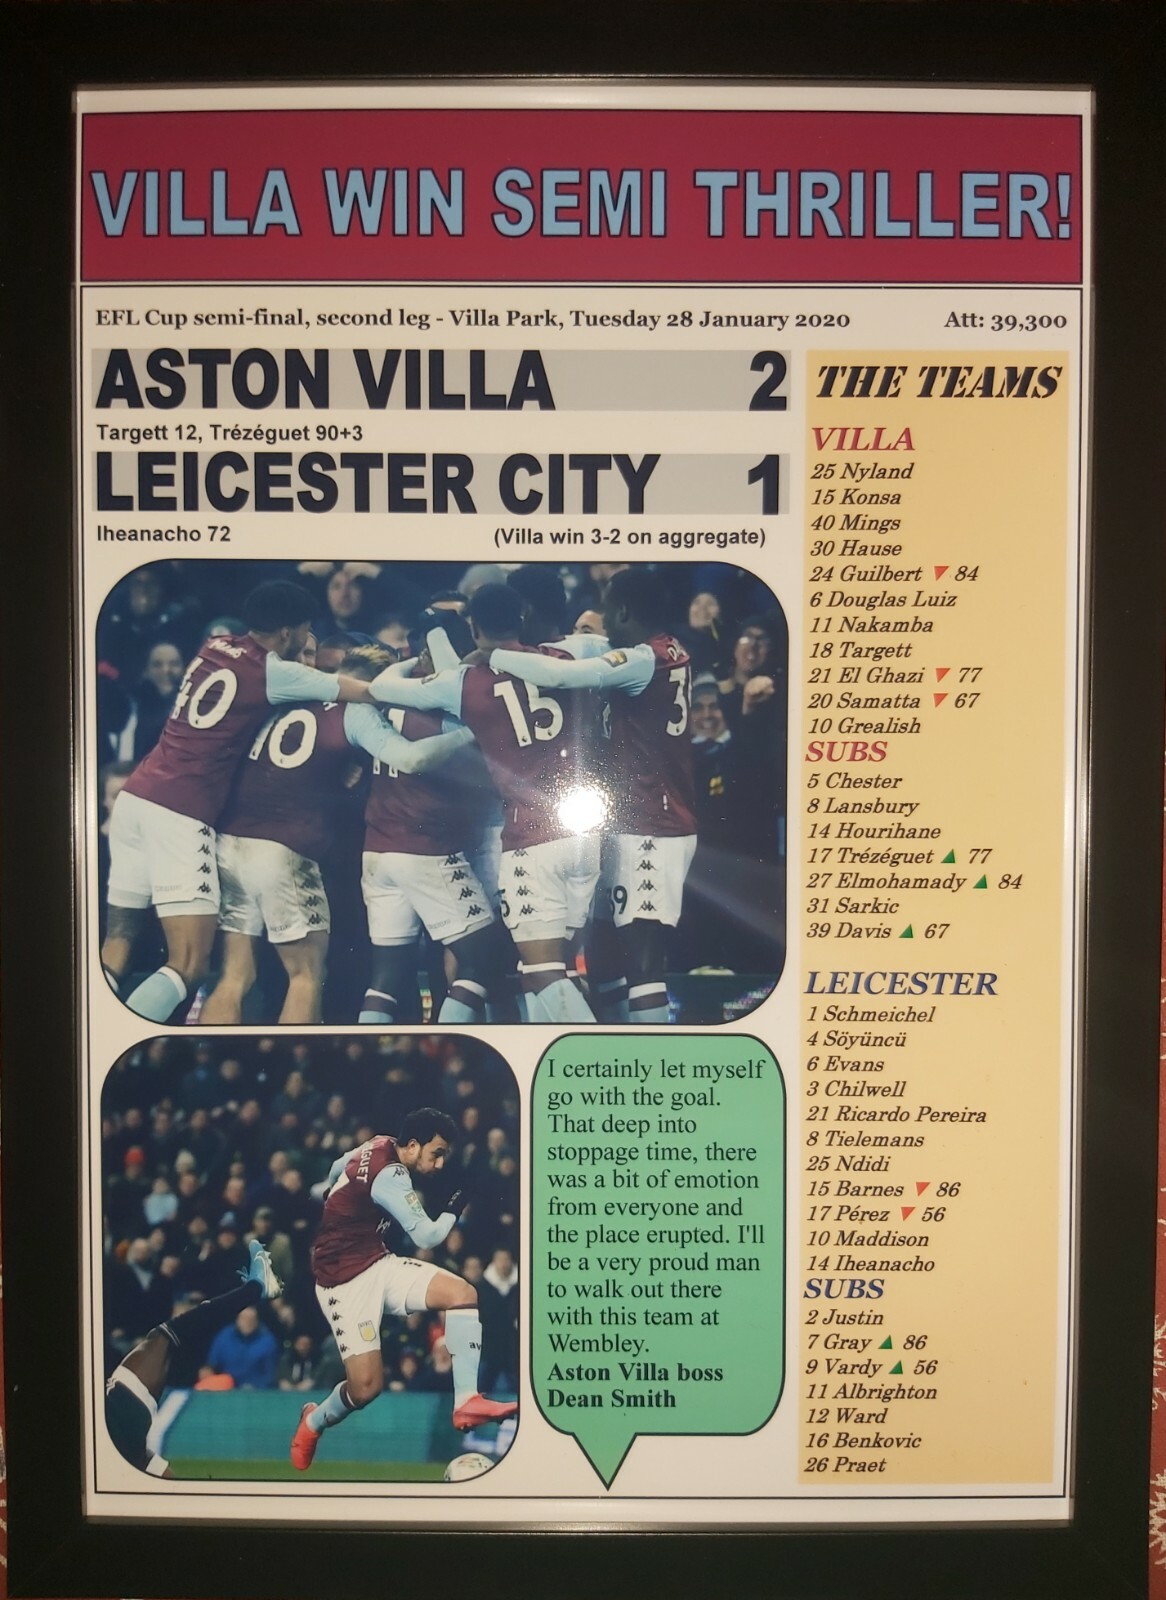 VILLA WIN SEMI THRILLER!
EFL Cup semi-final, second leg - Villa Park, Tuesday 28 January 2020 Att: 39,300
ASTON VILLA 2
Targett 12, Trézéguet 90+3
LEICESTER CITY 1
Iheanacho 72 (Villa win 3-2 on aggregate)
40
10
11
15
3
39
I certainly let myself
go with the goal.
That deep into
stoppage time, there
was a bit of emotion
from everyone and
the place erupted. I'll
be a very proud man
to walk out there
with this team at
Wembley.
Aston Villa boss
Dean Smith
THE TEAMS
VILLA
25 Nyland
15 Konsa
40 Mings
30 Hause
24 Guilbert ▼ 84
6 Douglas Luiz
11 Nakamba
18 Targett
21 El Ghazi ▼ 77
20 Samatta ▼ 67
10 Grealish
SUBS
5 Chester
8 Lansbury
14 Hourihane
17 Trézéguet ▲ 77
27 Elmohamady ▲ 84
31 Sarkic
39 Davis ▲ 67
LEICESTER
1 Schmeichel
4 Söyüncü
6 Evans
3 Chilwell
21 Ricardo Pereira
8 Tielemans
25 Ndidi
15 Barnes ▼ 86
17 Pérez ▼ 56
10 Maddison
14 Iheanacho
SUBS
2 Justin
7 Gray ▲ 86
9 Vardy ▲ 56
11 Albrighton
12 Ward
16 Benkovic
26 Praet